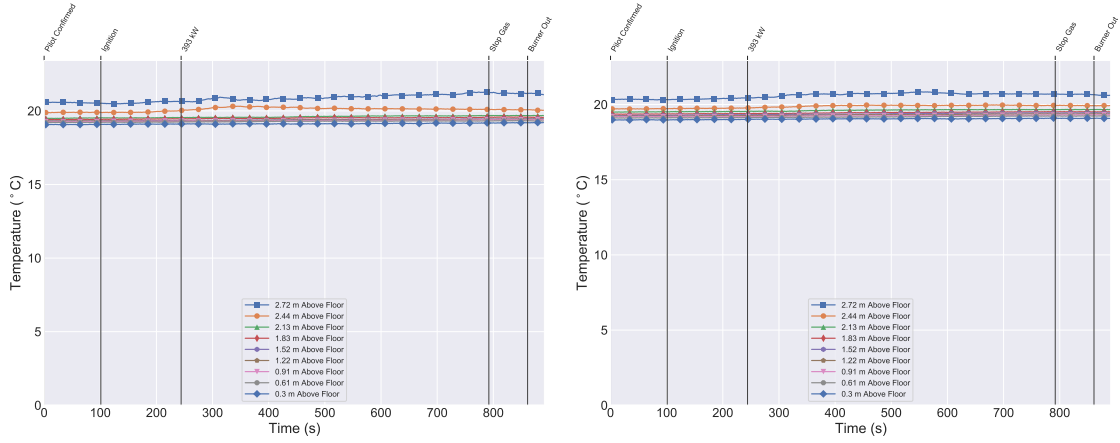 Pilot Confirmed
Ignition
393 kW
Stop Gas
Burner Out
20
15
10
5
0
Temperature ( ° C)
2.72 m Above Floor
2.44 m Above Floor
2.13 m Above Floor
1.83 m Above Floor
1.52 m Above Floor
1.22 m Above Floor
0.91 m Above Floor
0.61 m Above Floor
0.3 m Above Floor
0 100 200 300 400 500 600 700 800
Time (s)
Pilot Confirmed
Ignition
393 kW
Stop Gas
Burner Out
20
15
10
5
0
Temperature ( ° C)
2.72 m Above Floor
2.44 m Above Floor
2.13 m Above Floor
1.83 m Above Floor
1.52 m Above Floor
1.22 m Above Floor
0.91 m Above Floor
0.61 m Above Floor
0.3 m Above Floor
0 100 200 300 400 500 600 700 800
Time (s)